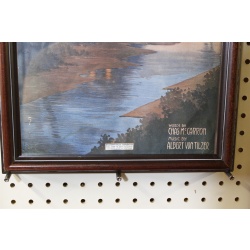 WORDS BY
CHAS. McCARRON
MUSIC BY
ALBERT VON TILZER